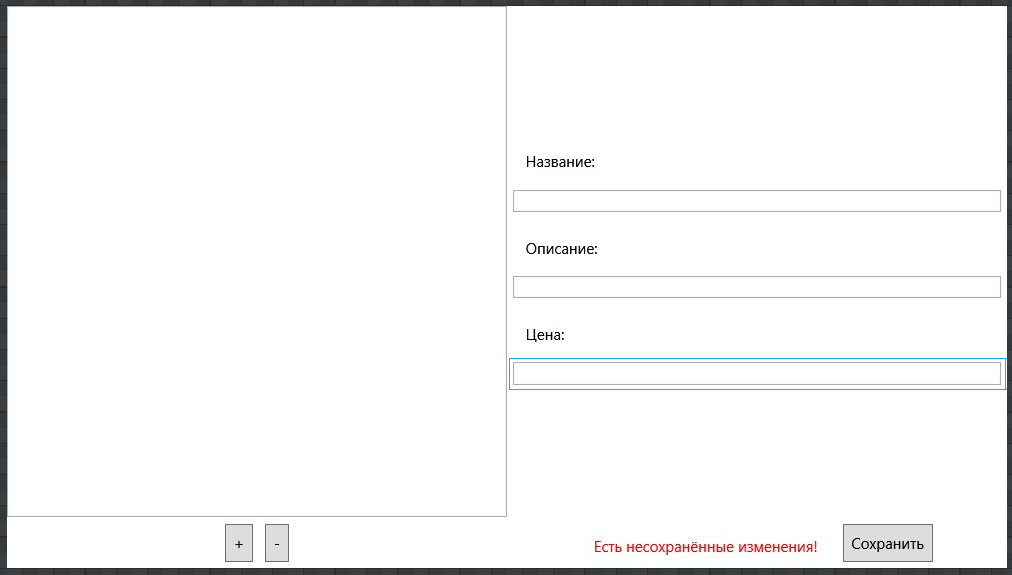 Название:
Описание:
Цена:
+ -
Есть несохранённые изменения! Сохранить